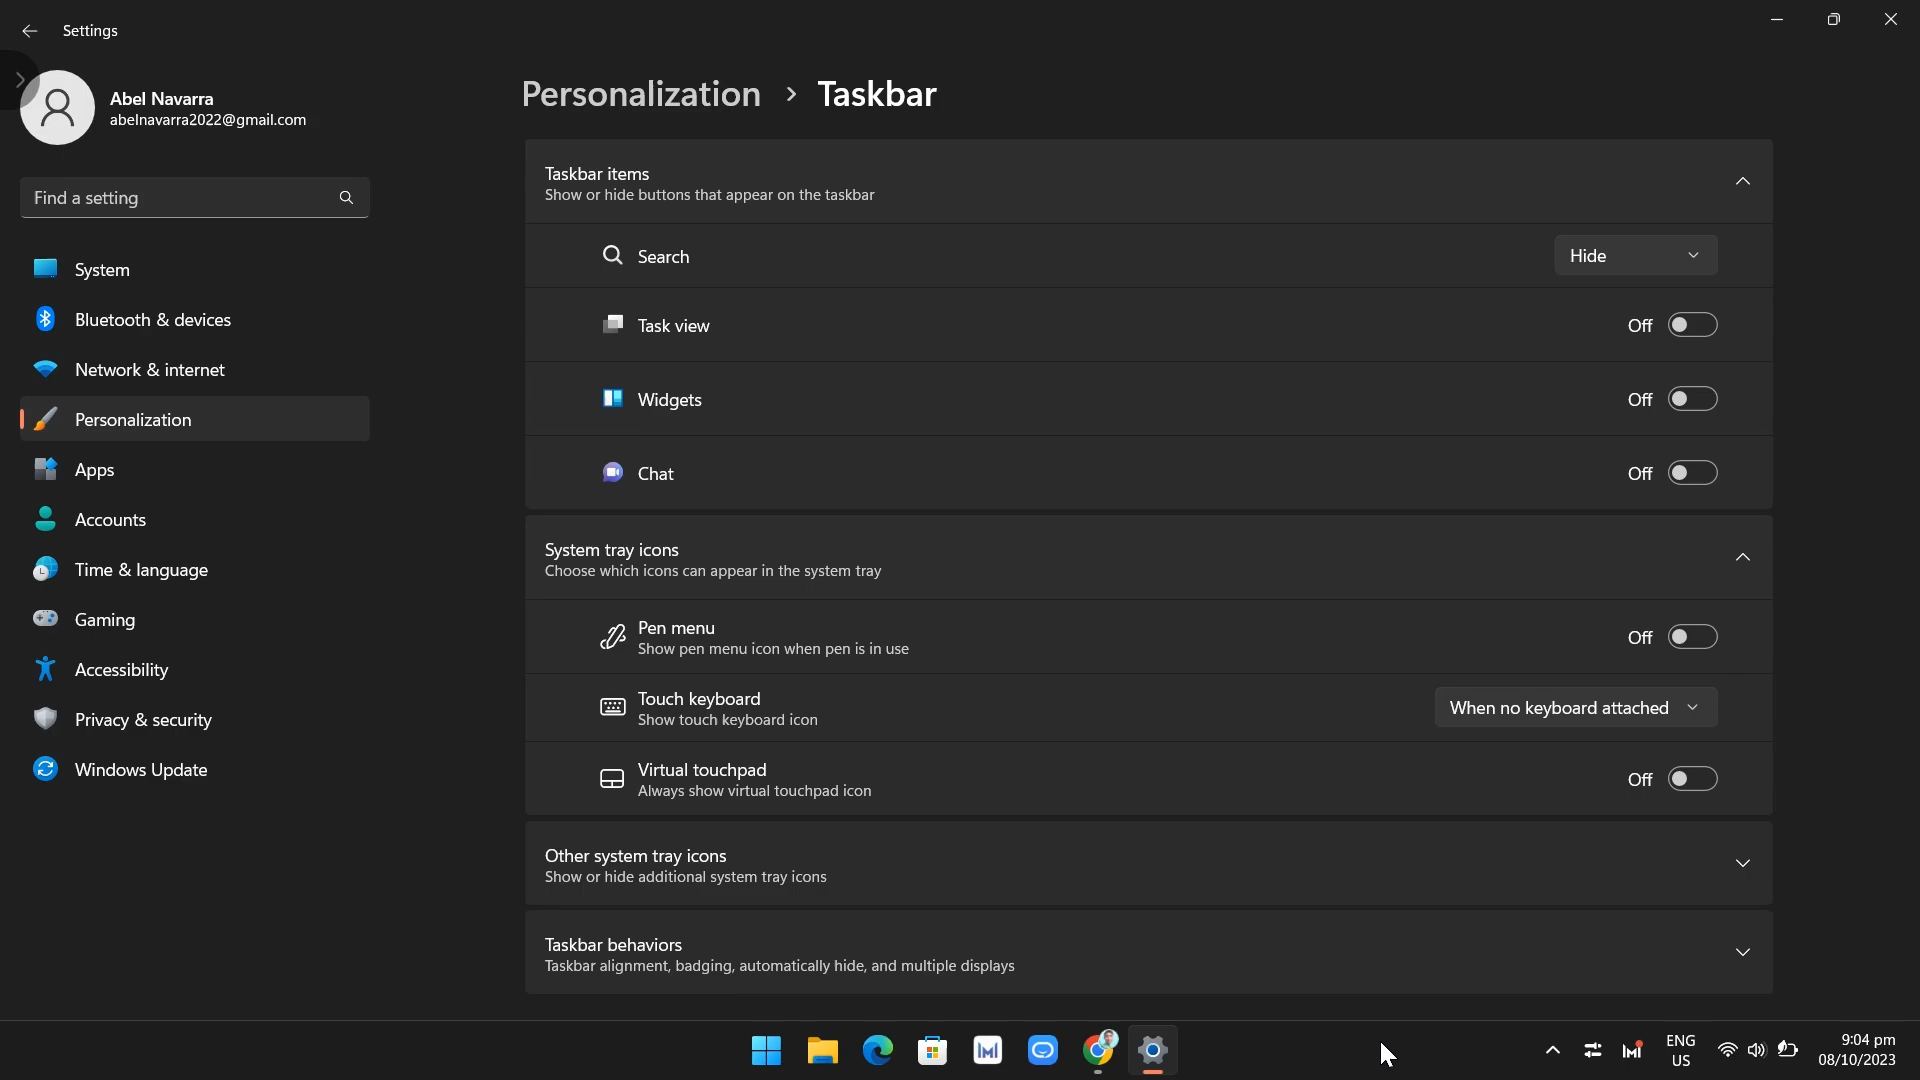 Settings
Abel Navarra
abelnavarra2022@gmail.com
Find a setting
System
Bluetooth & devices
Network & internet
Personalization
Apps
Accounts
Time & language
Gaming
Accessibility
Privacy & security
Windows Update
Personalization > Taskbar
Taskbar items
Show or hide buttons that appear on the taskbar
Search Hide
Task view Off
Widgets Off
Chat Off
System tray icons
Choose which icons can appear in the system tray
Pen menu
Show pen menu icon when pen is in use
Off
Touch keyboard
Show touch keyboard icon
When no keyboard attached
Virtual touchpad
Always show virtual touchpad icon
Off
Other system tray icons
Show or hide additional system tray icons
Taskbar behaviors
Taskbar alignment, badging, automatically hide, and multiple displays
ENG
US
9:04 pm
08/10/2023